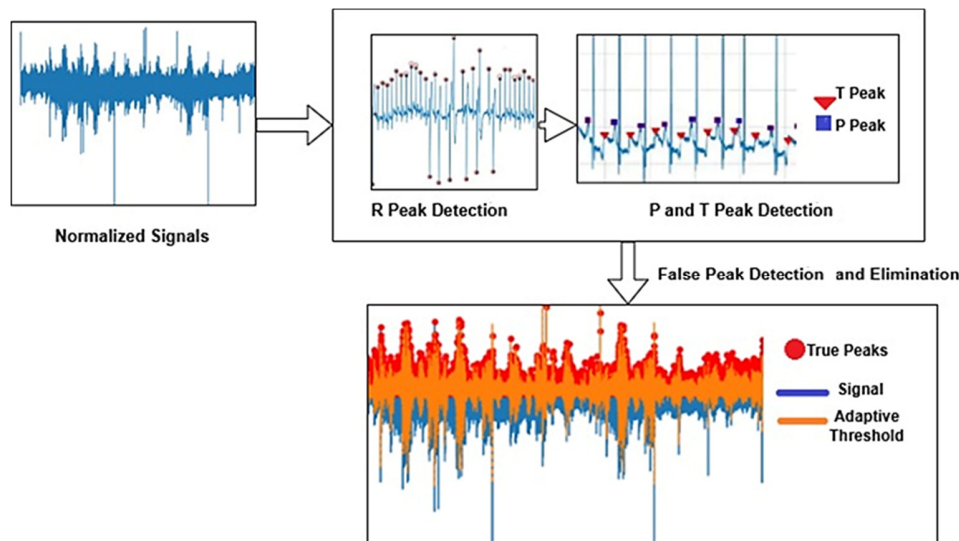 T Peak
P Peak
R Peak Detection
P and T Peak Detection
Normalized Signals
False Peak Detection and Elimination
True Peaks
Signal
Adaptive
Threshold